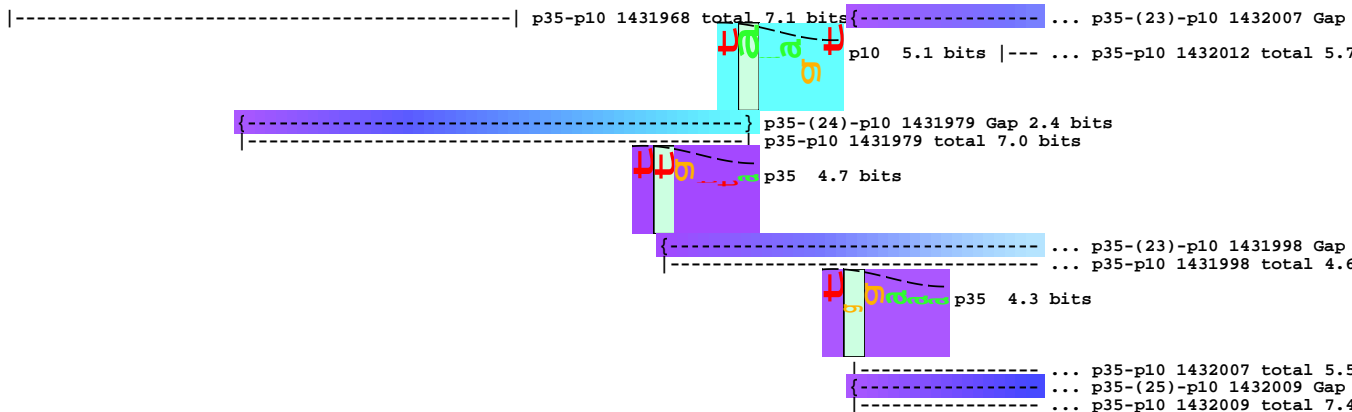 |-----------------------------------------| p35-p10 1431968 total 7.1 bits {------------------ ... p35-(23)-p10 1432007 Gap
ta_agt p10 5.1 bits |--- ... p35-p10 1432012 total 5.7
{-----------------------------------------} p35-(24)-p10 1431979 Gap 2.4 bits
|-----------------------------------------| p35-p10 1431979 total 7.0 bits
ttg p35 4.7 bits
{------------------------------ ... p35-(23)-p10 1431998 Gap
|------------------------------ ... p35-p10 1431998 total 4.6
tggaaa p35 4.3 bits
|--------------- ... p35-p10 1432007 total 5.5
{--------------- ... p35-(25)-p10 1432009 Gap
|--------------- ... p35-p10 1432009 total 7.4